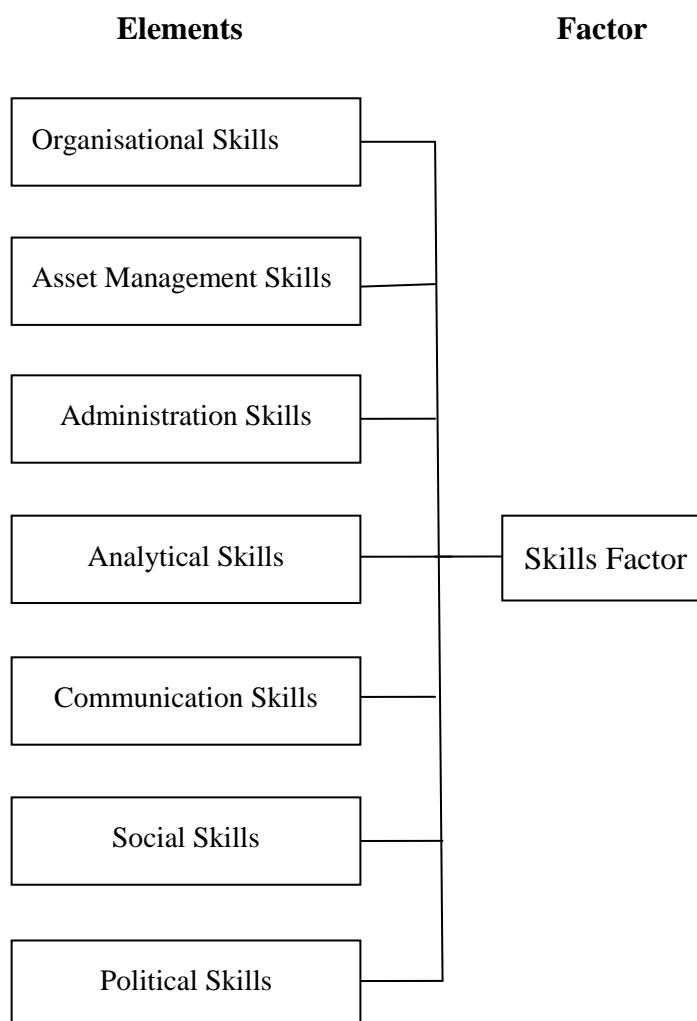 Elements Factor
Organisational Skills
Asset Management Skills
Administration Skills
Analytical Skills
Skills Factor
Communication Skills
Social Skills
Political Skills